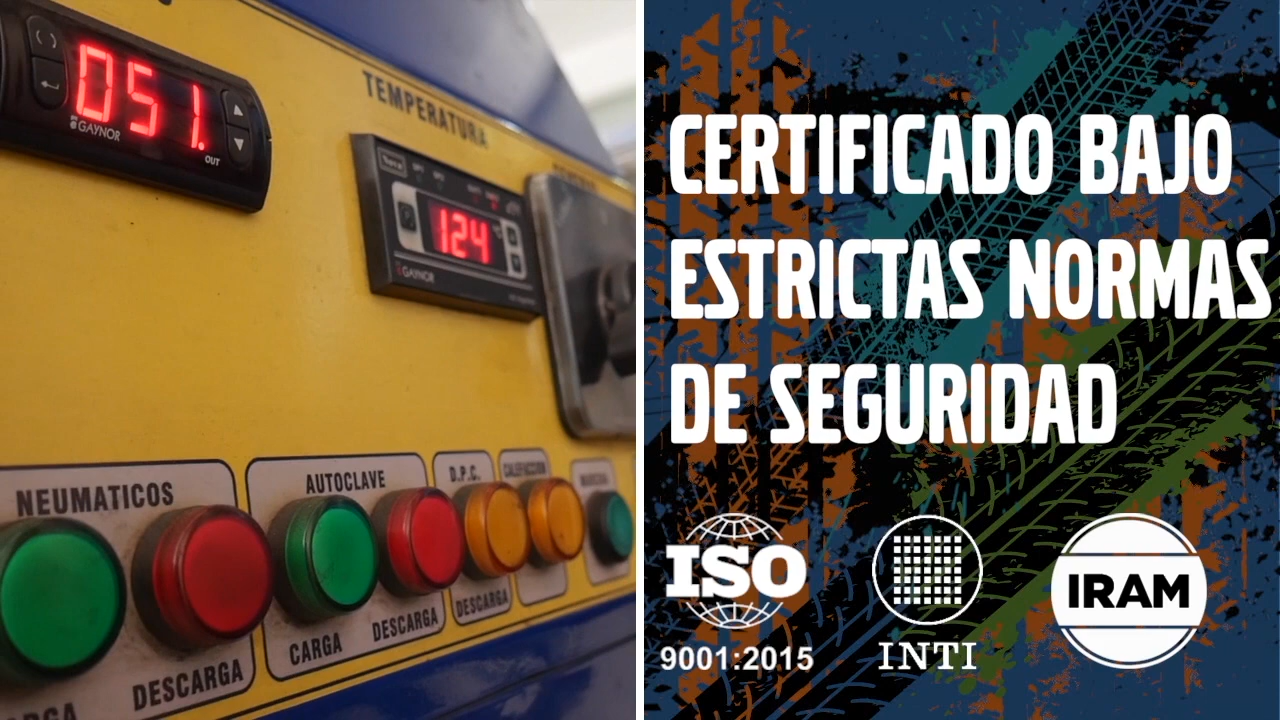 051.
GAYNOR
OUT
TEMPERATURA
124
GAYNOR
NEUMATICOS
DESCARGA
AUTOCLAVE
CARGA
DESCARGA
D.P.C.
DESCARGA
CALEFACCION
CERTIFICADO BAJO
ESTRICTAS NORMAS
DE SEGURIDAD
ISO
9001:2015
INTI
IRAM